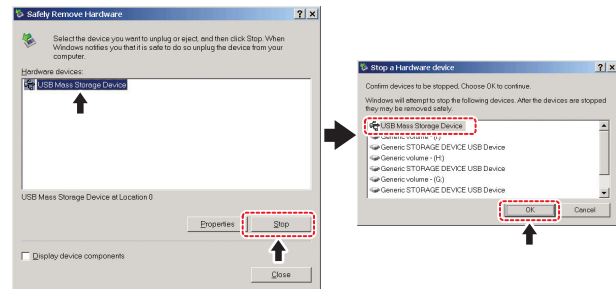 Safely Remove Hardware
Select the device you want to unplug or eject, and then click Stop. When
Windows notifies you that it is safe to do so unplug the device from your
computer.
Hardware devices:
USB Mass Storage Device
USB Mass Storage Device at Location 0
Properties
Stop
Display device components
Close
Stop a Hardware device
Confirm devices to be stopped, Choose OK to continue.
Windows will attempt to stop the following devices. After the devices are stopped
they may be removed safely.
USB Mass Storage Device
Generic volume - (I:)
Generic STORAGE DEVICE USB Device
Generic volume - (H:)
Generic STORAGE DEVICE USB Device
Generic volume - (G:)
Generic STORAGE DEVICE USB Device
OK
Cancel